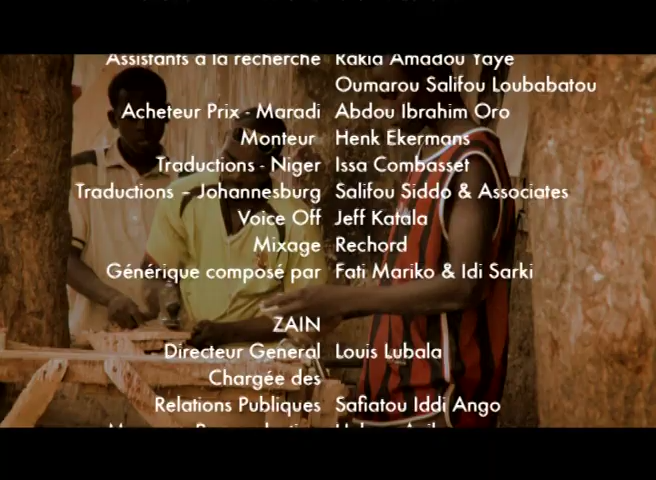 Assistants à la recherche Rakia Amadou Yaye
Oumarou Salifou Loubabatou
Acheteur Prix - Maradi Abdou Ibrahim Oro
Monteur Henk Ekermans
Traductions - Niger Issa Combasset
Traductions - Johannesburg Salifou Siddo & Associates
Voice Off Jeff Katala
Mixage Rechord
Générique composé par Fati Mariko & Idi Sarki
ZAIN
Directeur General Louis Lubala
Chargée des
Relations Publiques Safiatou Iddi Ango